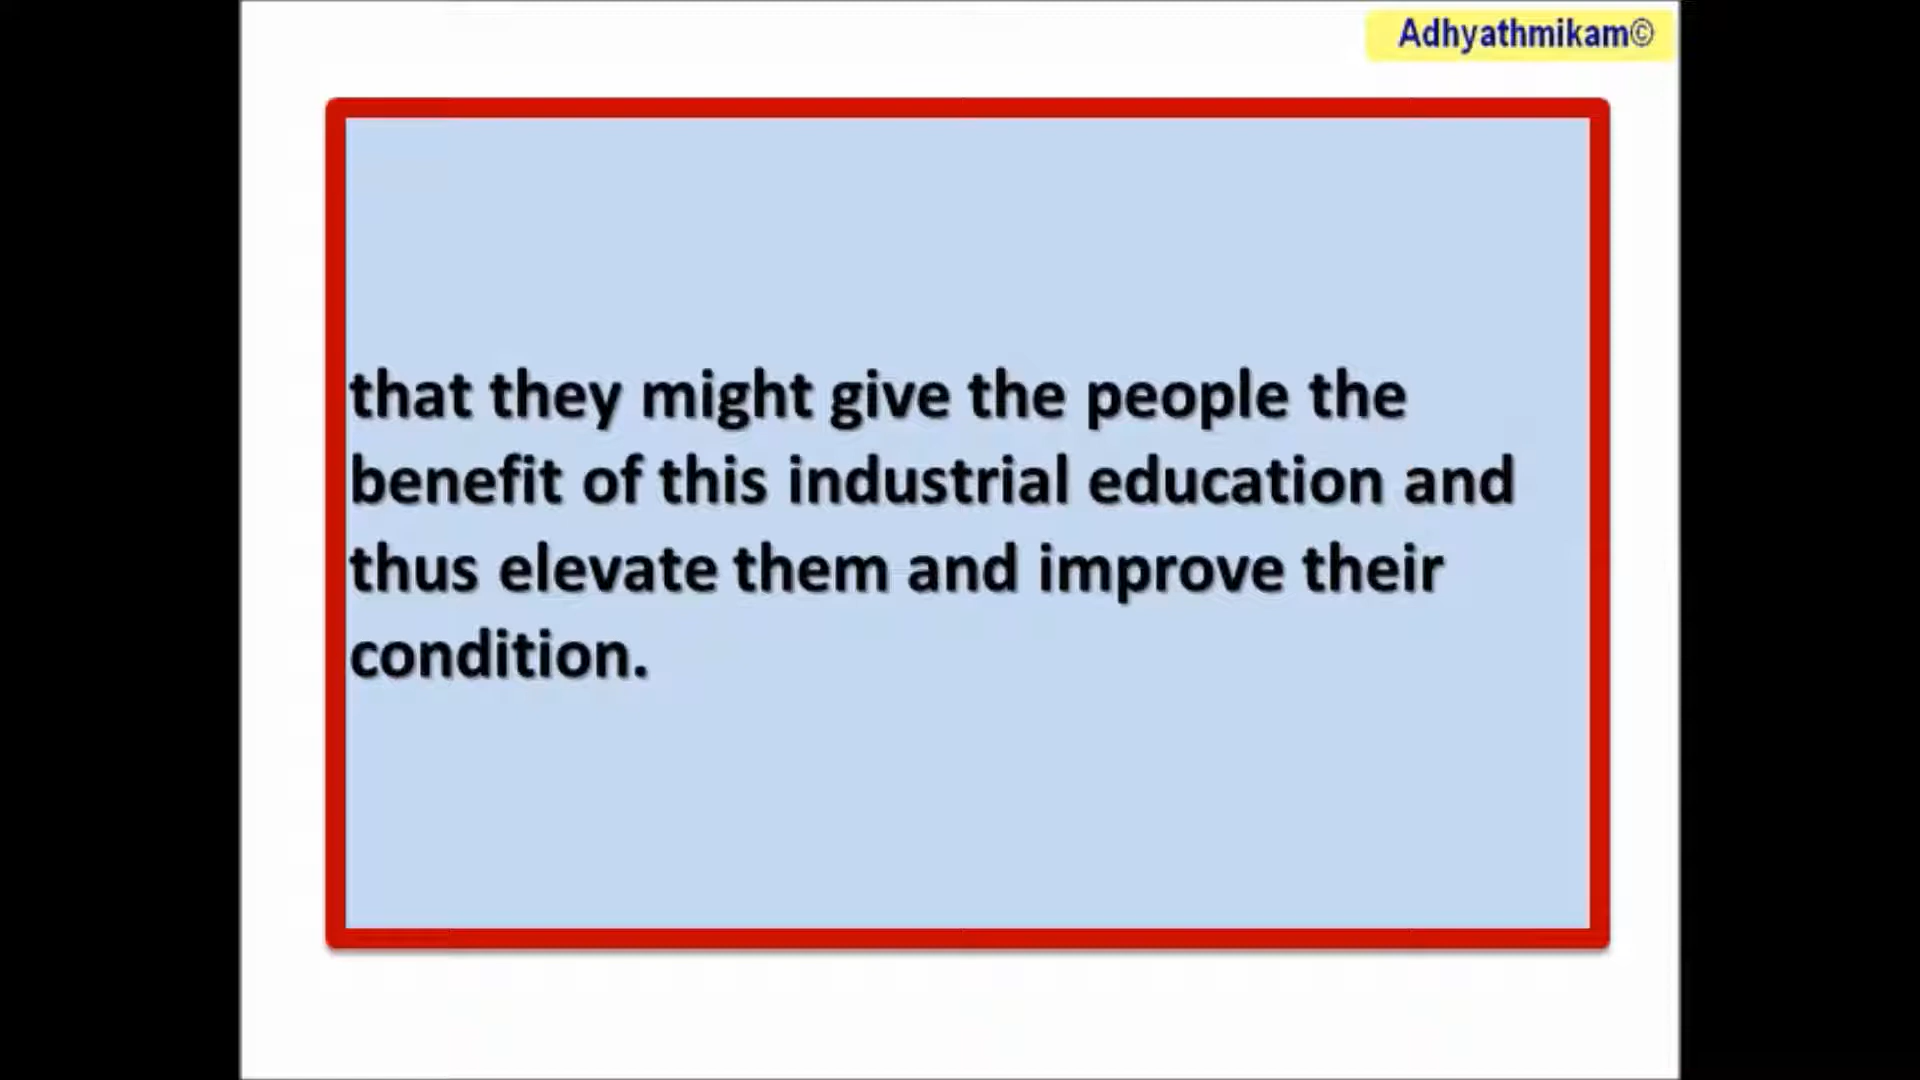 Adhyathmikam©
that they might give the people the
benefit of this industrial education and
thus elevate them and improve their
condition.